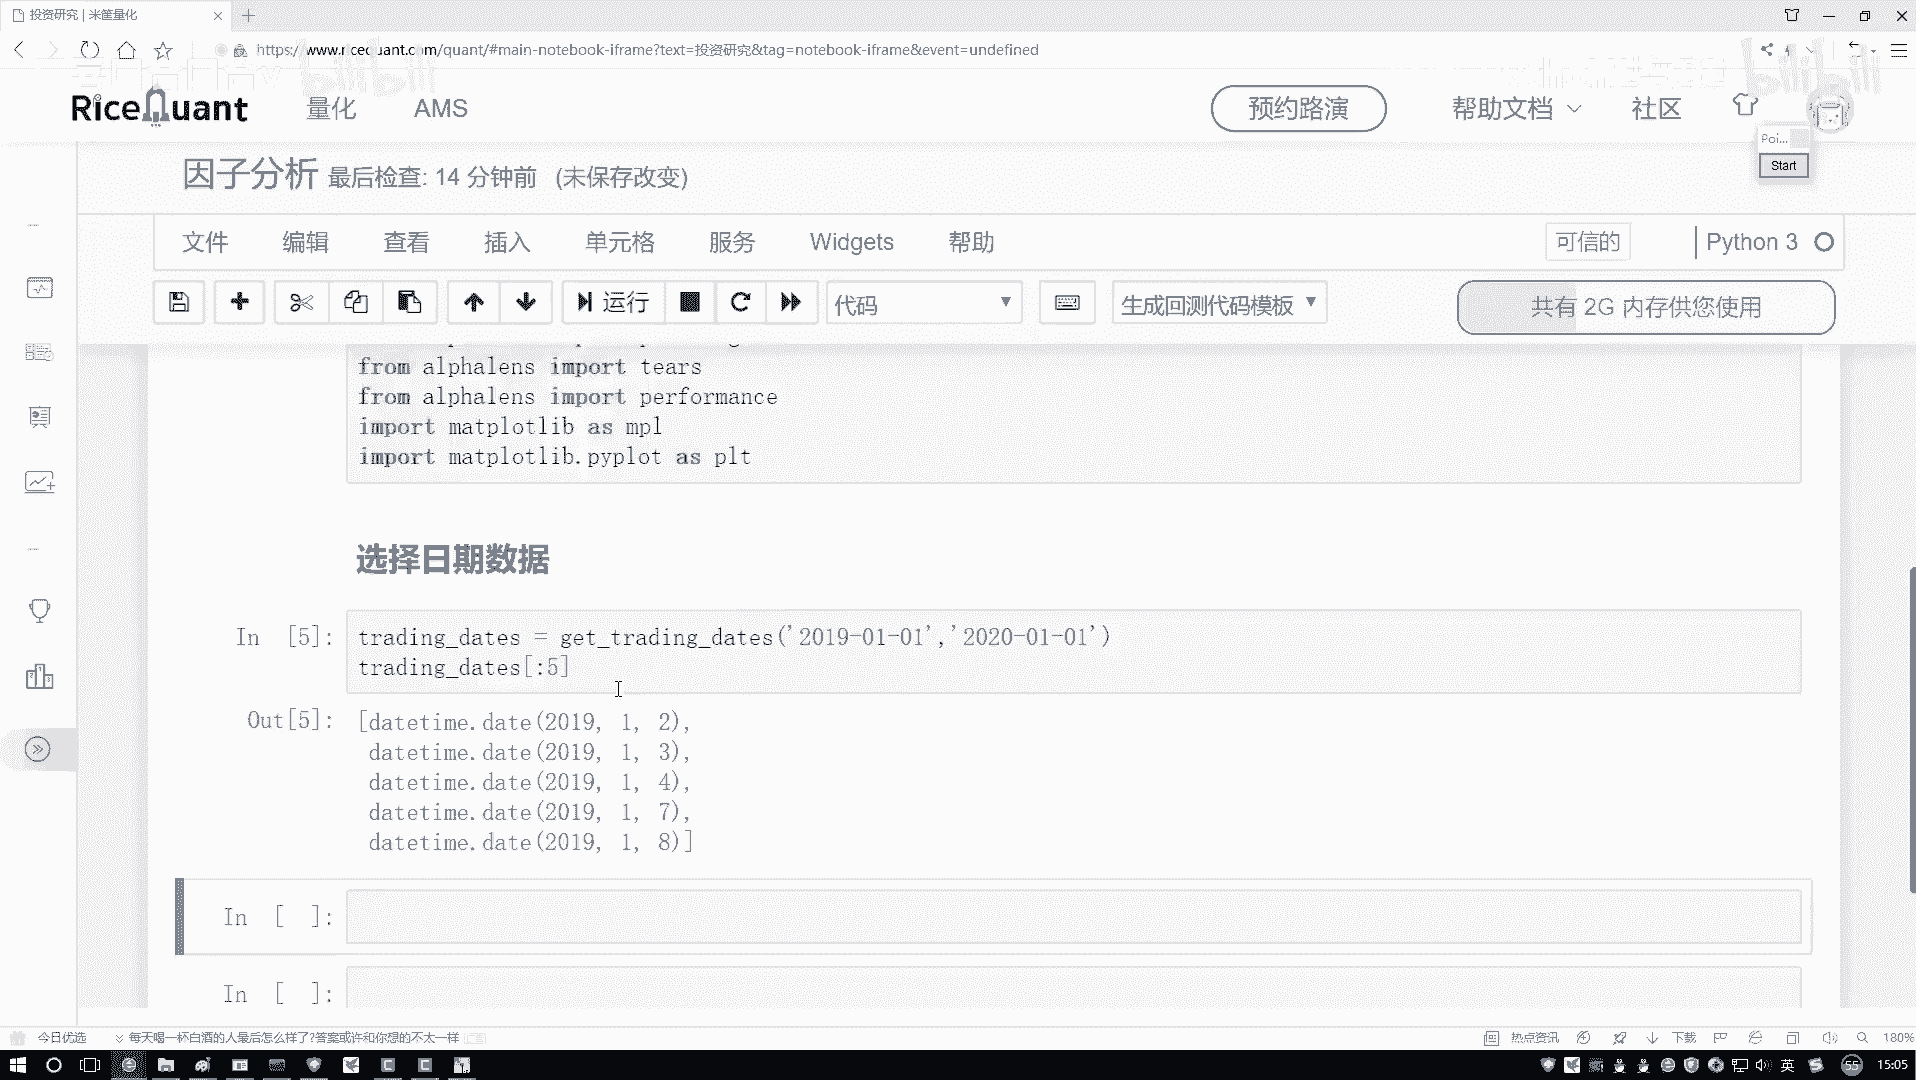 投资研究 | 米筐量化
https://www.ricequant.com/quant/#main-notebook-iframe?text=投资研究&tag=notebook-iframe&event=undefined
bilibili
bilibili
RiceQuant
量化
AMS
预约路演
帮助文档
社区
Poi...
Start
因子分析 最后检查: 14 分钟前 (未保存改变)
文件 编辑 查看 插入 单元格 服务 Widgets 帮助
可信的
Python 3
运行
代码
生成回测代码模板
共有 2G 内存供您使用
from alphalens import tears
from alphalens import performance
import matplotlib as mpl
import matplotlib.pyplot as plt
选择日期数据
In [5]:
trading_dates = get_trading_dates('2019-01-01','2020-01-01')
trading_dates[:5]
Out[5]:
[datetime.date(2019, 1, 2),
datetime.date(2019, 1, 3),
datetime.date(2019, 1, 4),
datetime.date(2019, 1, 7),
datetime.date(2019, 1, 8)]
In [ ]:
In [ ]:
今日优选
每天喝一杯白酒的人最后怎么样了?答案或许和你想的不太一样
热点资讯
下载
180%
英
55
15:05